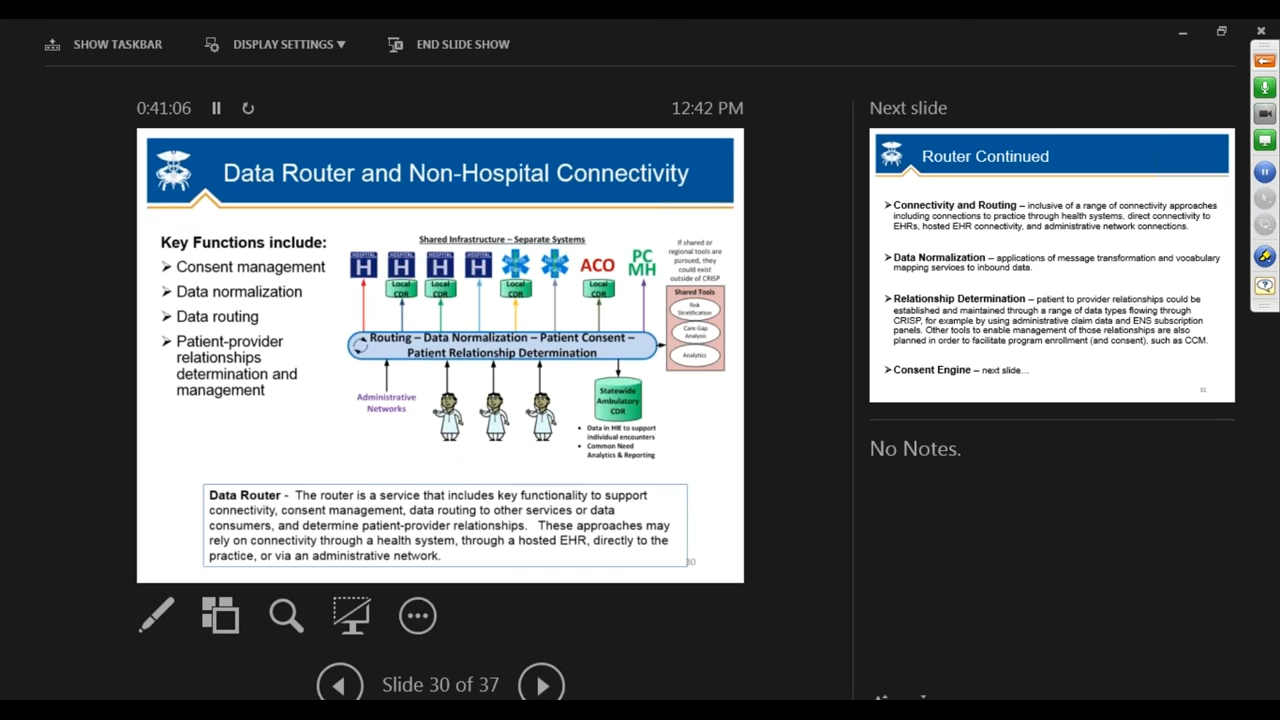 SHOW TASKBAR
DISPLAY SETTINGS ▼
END SLIDE SHOW
0:41:06
12:42 PM
Data Router and Non-Hospital Connectivity
Key Functions include:
➢ Consent management
➢ Data normalization
➢ Data routing
➢ Patient-provider
relationships
determination and
management
Shared Infrastructure – Separate Systems
HOSPITAL
H
HOSPITAL
H
HOSPITAL
H
HOSPITAL
H
ACO
PC
MH
Local
CDR
Local
CDR
Local
CDR
Local
CDR
If shared or
regional tools are
pursued, they
could exist
outside of CRISP
Shared Tools
Risk
Stratification
Care Gap
Analysis
Analytics
Routing – Data Normalization – Patient Consent –
Patient Relationship Determination
Administrative
Networks
Statewide
Ambulatory
CDR
• Data in HIE to support
individual encounters
• Common Need
Analytics & Reporting
Data Router - The router is a service that includes key functionality to support
connectivity, consent management, data routing to other services or data
consumers, and determine patient-provider relationships. These approaches may
rely on connectivity through a health system, through a hosted EHR, directly to the
practice, or via an administrative network.
30
Slide 30 of 37
Next slide
Router Continued
➢ Connectivity and Routing – inclusive of a range of connectivity approaches
including connections to practice through health systems, direct connectivity to
EHRs, hosted EHR connectivity, and administrative network connections.
➢ Data Normalization – applications of message transformation and vocabulary
mapping services to inbound data.
➢ Relationship Determination – patient to provider relationships could be
established and maintained through a range of data types flowing through
CRISP, for example by using administrative claim data and ENS subscription
panels. Other tools to enable management of those relationships are also
planned in order to facilitate program enrollment (and consent), such as CCM.
➢ Consent Engine – next slide…
31
No Notes.